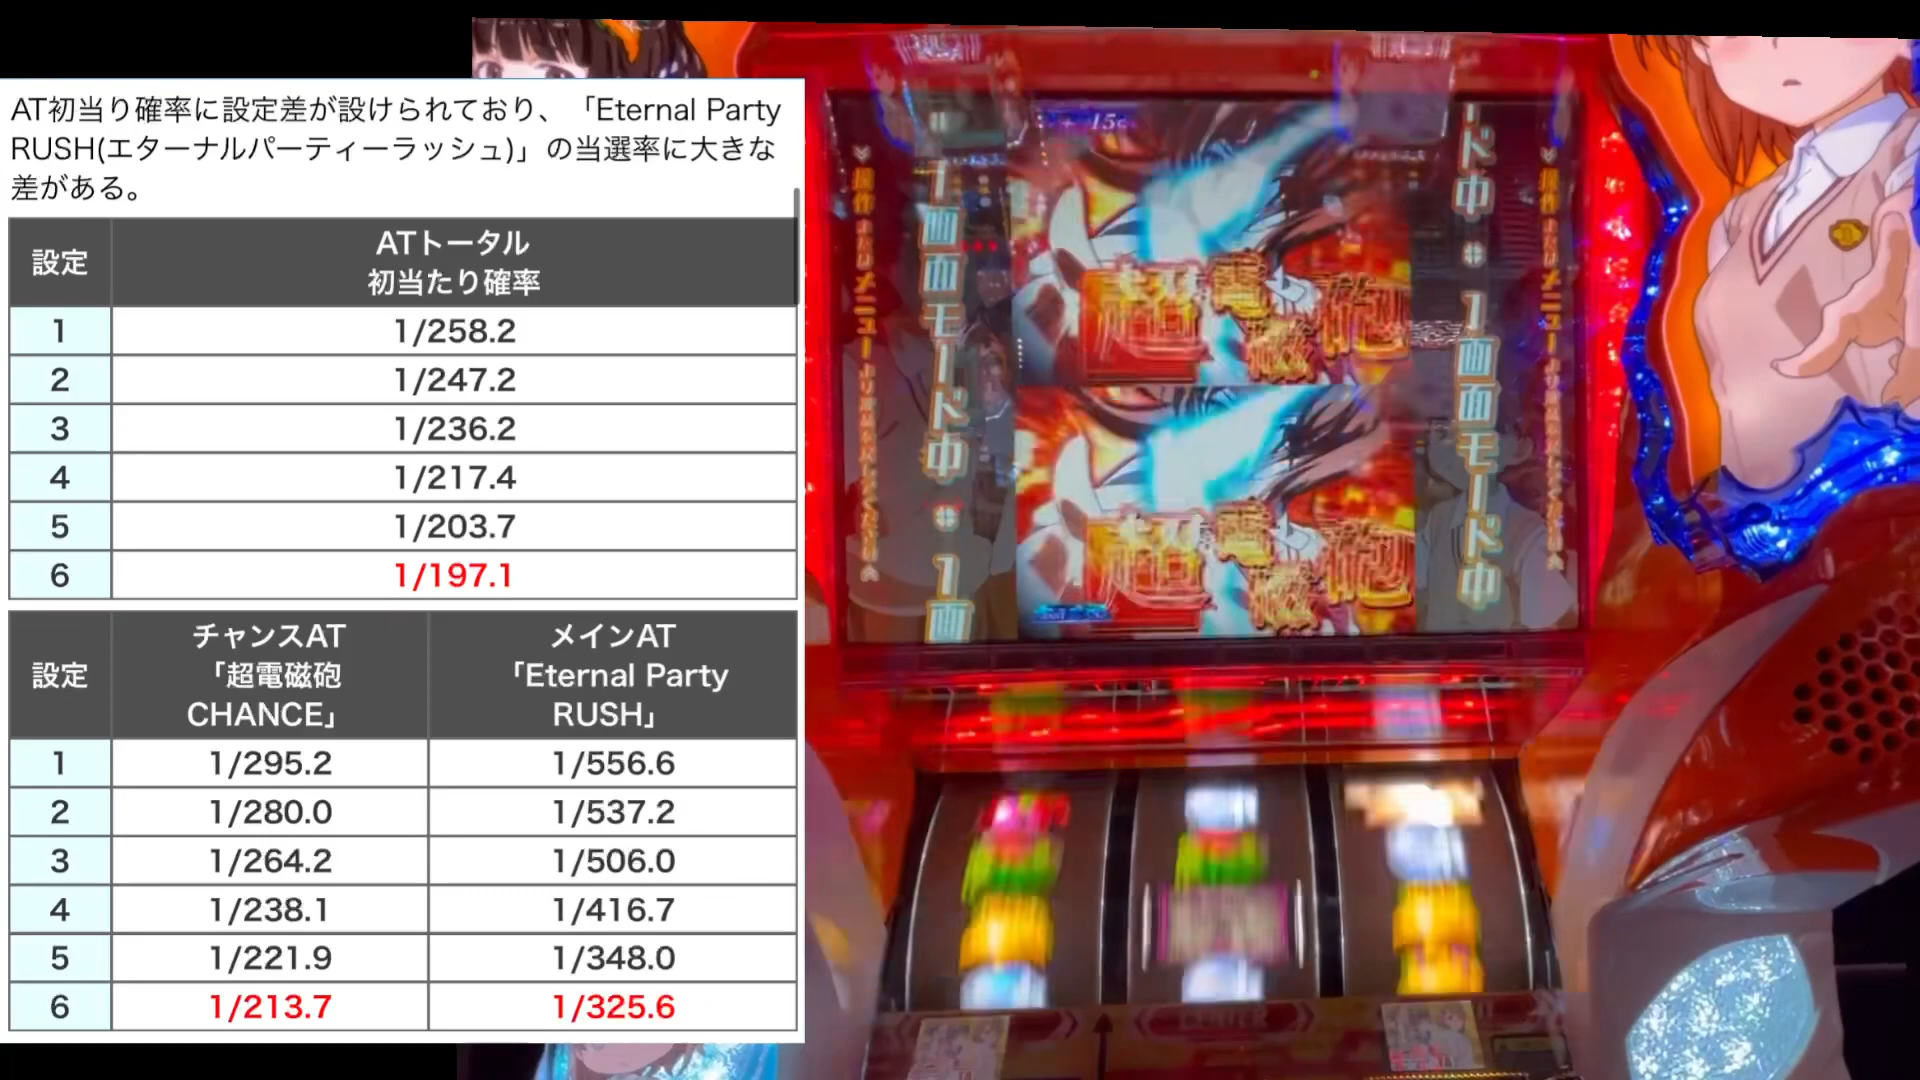 AT初当り確率に設定差が設けられており、「Eternal Party
RUSH(エターナルパーティーラッシュ)」の当選率に大きな
差がある。
設定 ATトータル
初当たり確率
1 1/258.2
2 1/247.2
3 1/236.2
4 1/217.4
5 1/203.7
6 1/197.1
設定 チャンスAT
「超電磁砲
CHANCE」 メインAT
「Eternal Party
RUSH」
1 1/295.2 1/556.6
2 1/280.0 1/537.2
3 1/264.2 1/506.0
4 1/238.1 1/416.7
5 1/221.9 1/348.0
6 1/213.7 1/325.6
1画面モード中 * 1画
ード中 * 1画面モード中
超電磁砲
超電磁砲